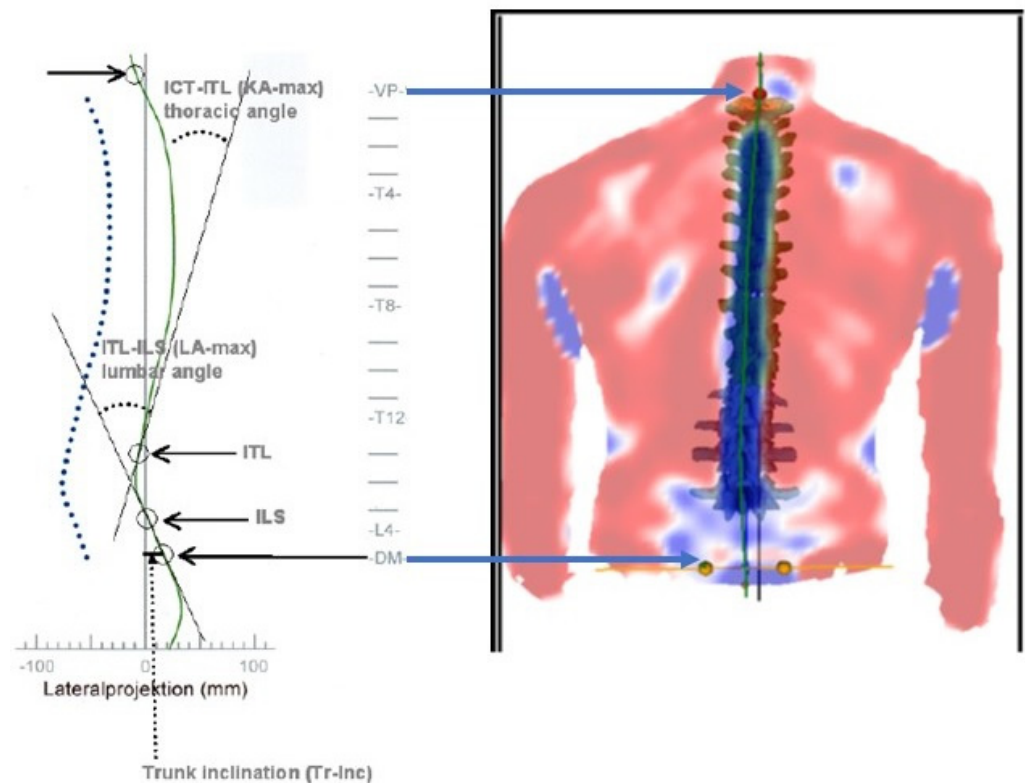 ICT-ITL (KA-max)
thoracic angle
-VP-
-T4-
-T8-
ITL-ILS (LA-max)
lumbar angle
-T12
ITL
ILS
-L4-
-DM-
-100 0 100
Lateralprojektion (mm)
Trunk inclination (Tr-Inc)